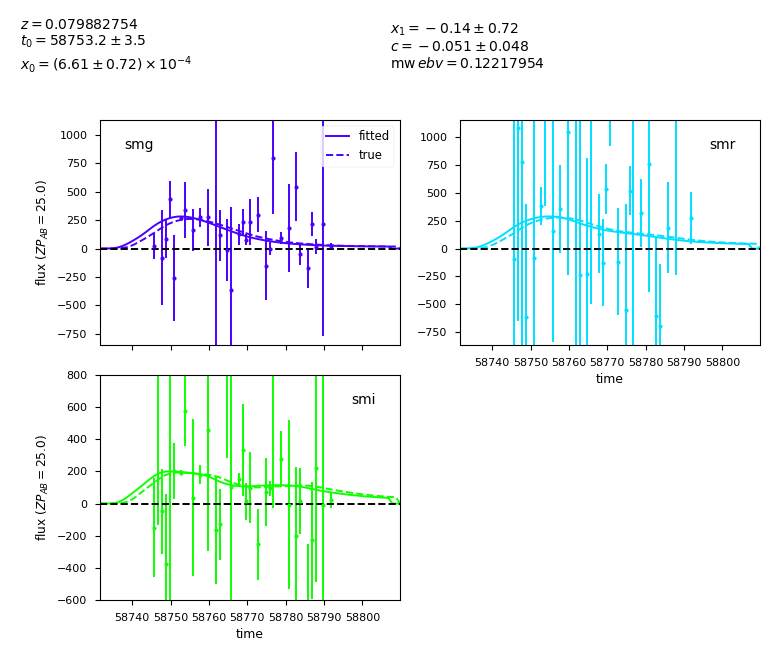 z = 0.079882754
t₀ = 58753.2 ± 3.5
x₀ = (6.61 ± 0.72) × 10⁻⁴
x₁ = −0.14 ± 0.72
c = −0.051 ± 0.048
mw ebv = 0.12217954
smg
fitted
true
1000
750
500
250
0
−250
−500
−750
flux (ZP_AB = 25.0)
smr
1000
750
500
250
0
−250
−500
−750
58740 58750 58760 58770 58780 58790 58800
time
smi
800
600
400
200
0
−200
−400
−600
flux (ZP_AB = 25.0)
58740 58750 58760 58770 58780 58790 58800
time